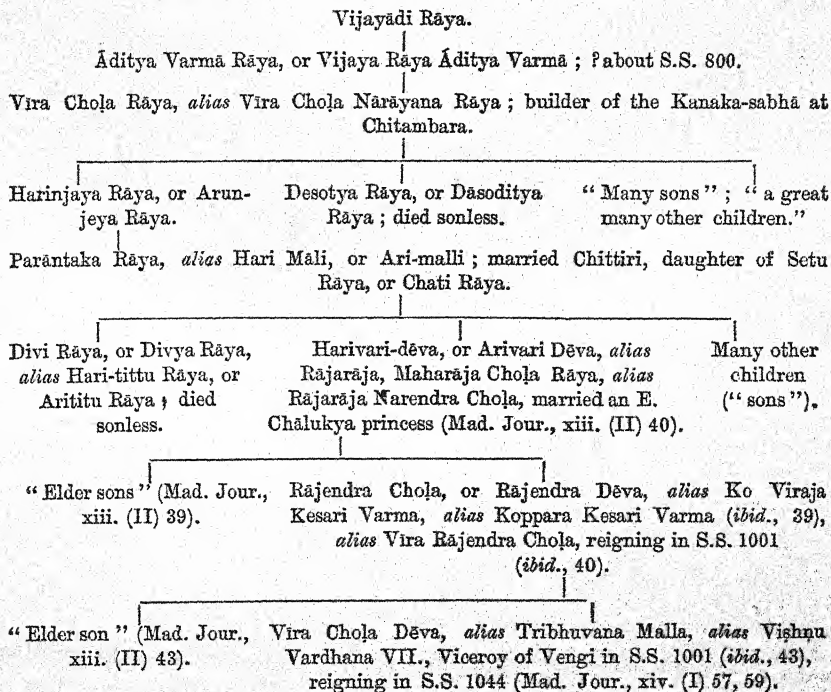 Vijayādi Rāya.
Āditya Varmā Rāya, or Vijaya Rāya Áditya Varmā ; ? about S.S. 800.
Vīra Choḷa Rāya, alias Vīra Choḷa Nārāyana Rāya ; builder of the Kanaka-sabhā at
Chitambara.
Harinjaya Rāya, or Arun-
jeya Rāya.
Desotya Rāya, or Dāsoditya
Rāya ; died sonless.
“ Many sons ” ; “ a great
many other children.”
Parāntaka Rāya, alias Hari Māli, or Ari-malli ; married Chittiri, daughter of Setu
Rāya, or Chati Rāya.
Divi Rāya, or Divya Rāya,
alias Hari-tittu Rāya, or
Arititu Rāya ; died
sonless.
Harivari-dēva, or Arivari Dēva, alias
Rājarāja, Maharāja Choḷa Rāya, alias
Rājarāja Narendra Choḷa, married an E.
Chālukya princess (Mad. Jour., xiii. (II) 40).
Many other
children
(“ sons ”).
“ Elder sons ” (Mad. Jour.,
xiii. (II) 39).
Rājendra Choḷa, or Rājendra Dēva, alias Ko Viraja
Kesari Varma, alias Koppara Kesari Varma (ibid., 39),
alias Vīra Rājendra Choḷa, reigning in S.S. 1001
(ibid., 40).
“ Elder son ” (Mad. Jour.,
xiii. (II) 43).
Vīra Choḷa Dēva, alias Tribhuvana Malla, alias Vishṇu
Vardhana VII., Viceroy of Vengi in S.S. 1001 (ibid., 43),
reigning in S.S. 1044 (Mad. Jour., xiv. (I) 57, 59).